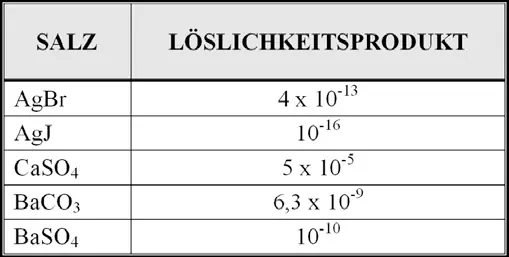 SALZ LÖSLICHKEITSPRODUKT
AgBr 4 x 10⁻¹³
AgJ 10⁻¹⁶
CaSO₄ 5 x 10⁻⁵
BaCO₃ 6,3 x 10⁻⁹
BaSO₄ 10⁻¹⁰